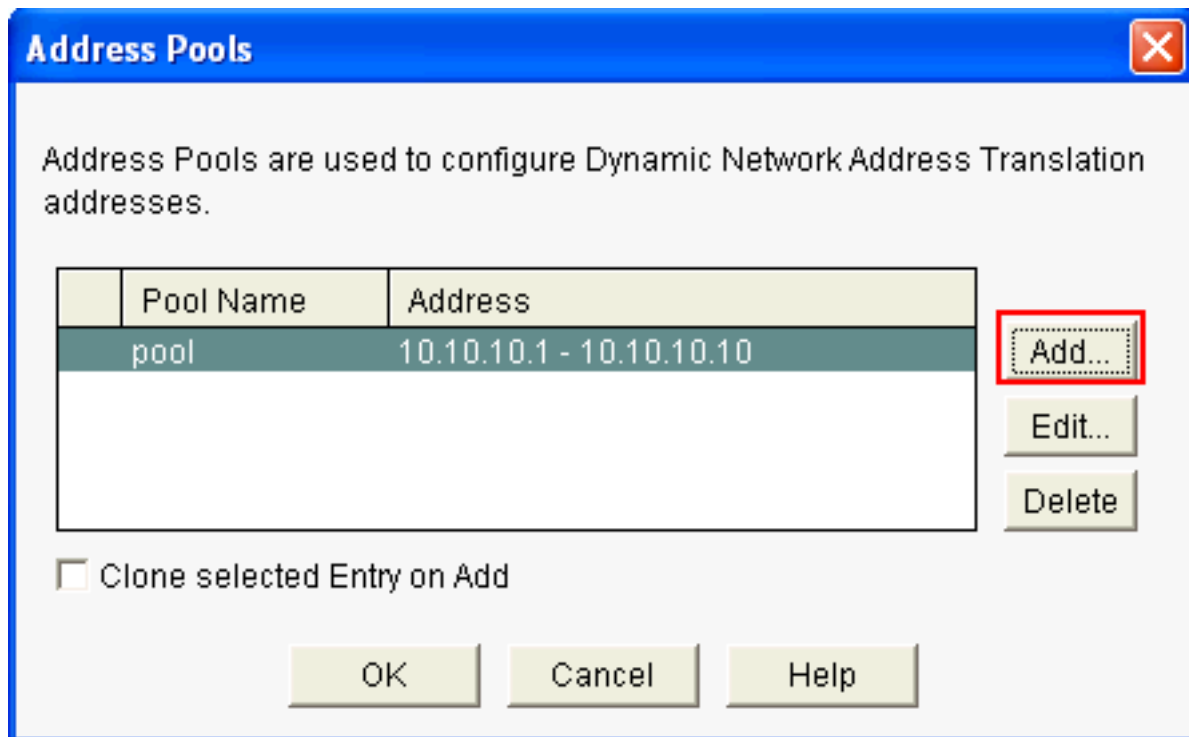 Address Pools
Address Pools are used to configure Dynamic Network Address Translation
addresses.
Pool Name Address
pool 10.10.10.1 - 10.10.10.10
Add...
Edit...
Delete
Clone selected Entry on Add
OK Cancel Help